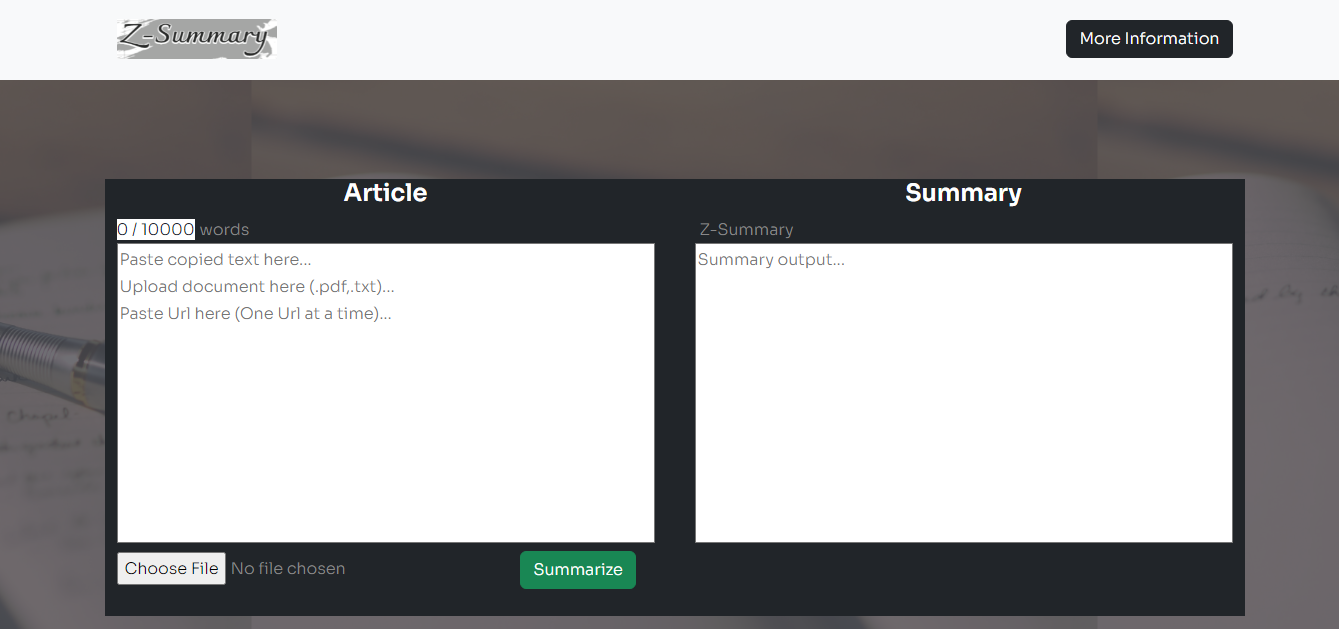 Z-Summary
More Information
Article
0 / 10000 words
Paste copied text here...
Upload document here (.pdf,.txt)...
Paste Url here (One Url at a time)...
Choose File No file chosen
Summarize
Summary
Z-Summary
Summary output...